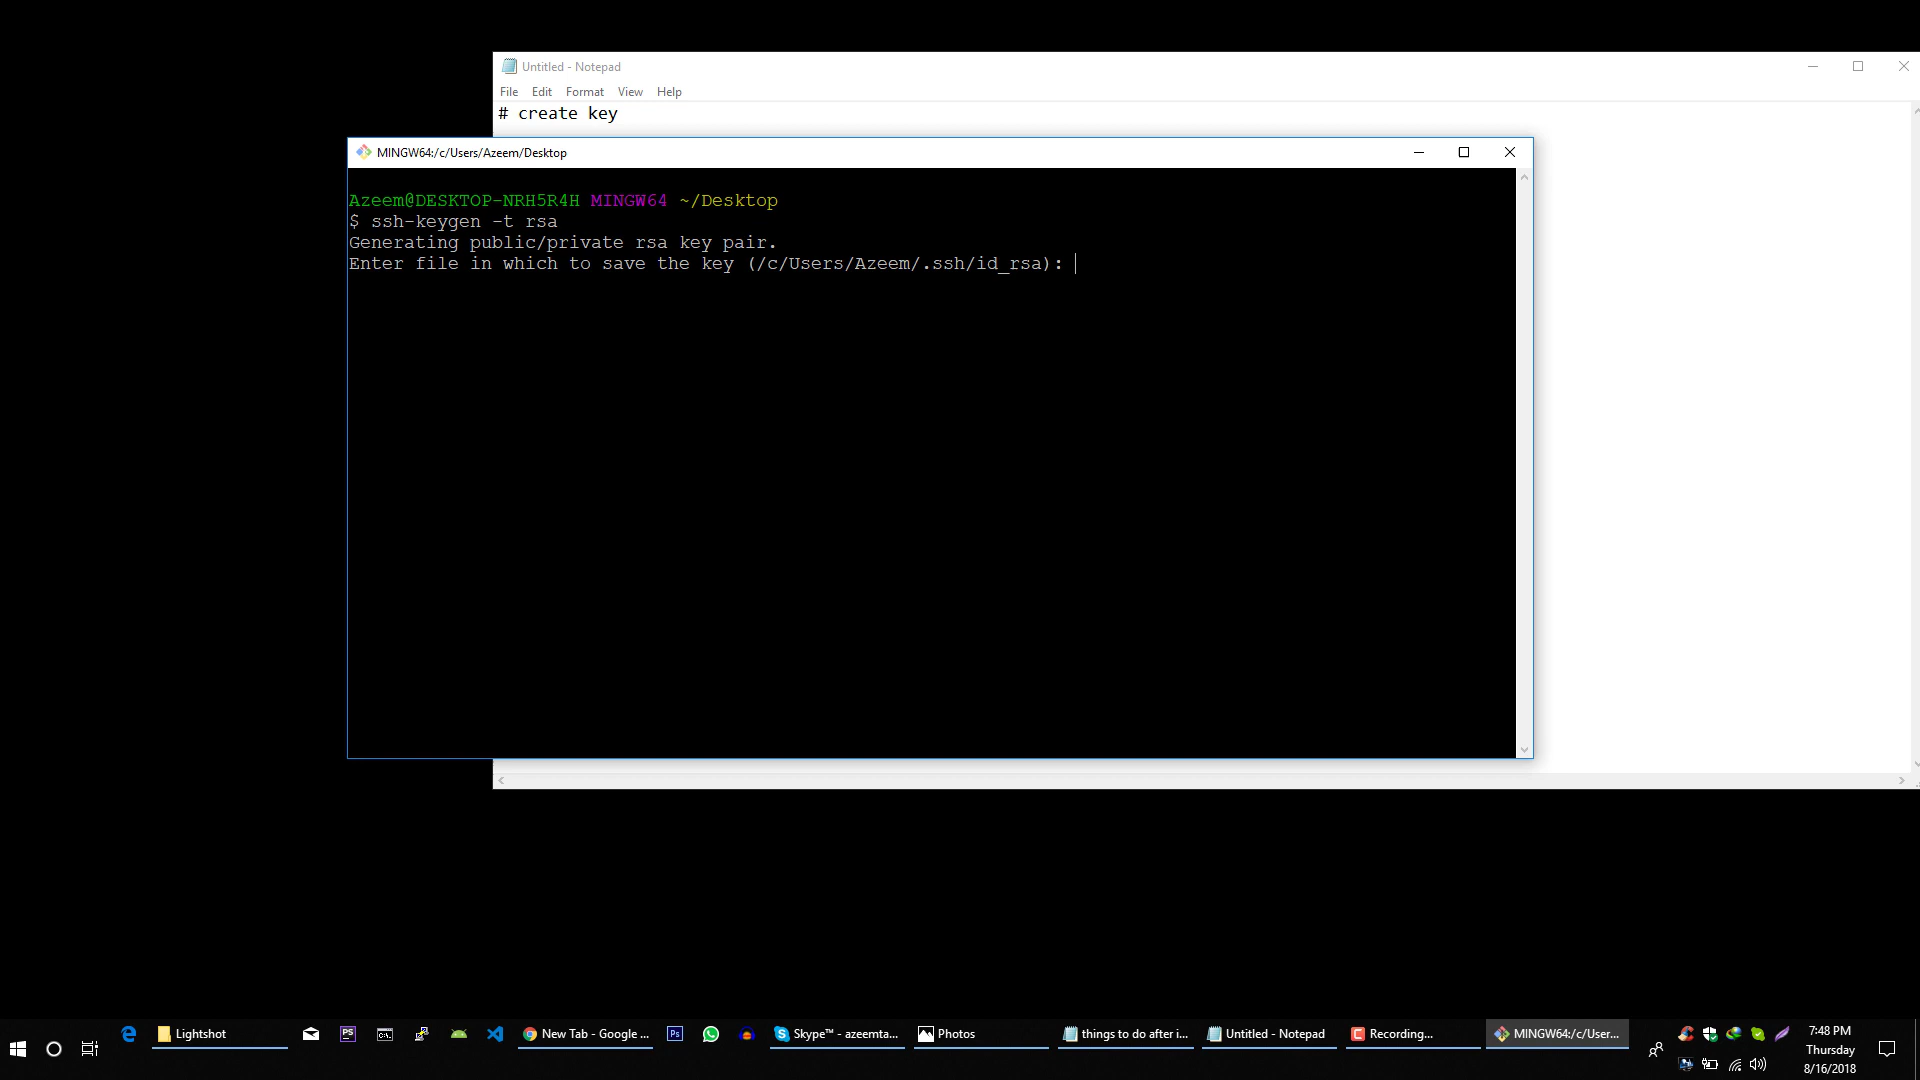 Untitled - Notepad
File Edit Format View Help
# create key
MINGW64:/c/Users/Azeem/Desktop
Azeem@DESKTOP-NRH5R4H MINGW64 ~/Desktop
$ ssh-keygen -t rsa
Generating public/private rsa key pair.
Enter file in which to save the key (/c/Users/Azeem/.ssh/id_rsa):
Lightshot
PS
C:\
New Tab - Google ...
Ps
Skype™ - azeemta...
Photos
things to do after i...
Untitled - Notepad
Recording...
MINGW64:/c/User...
7:48 PM
Thursday
8/16/2018